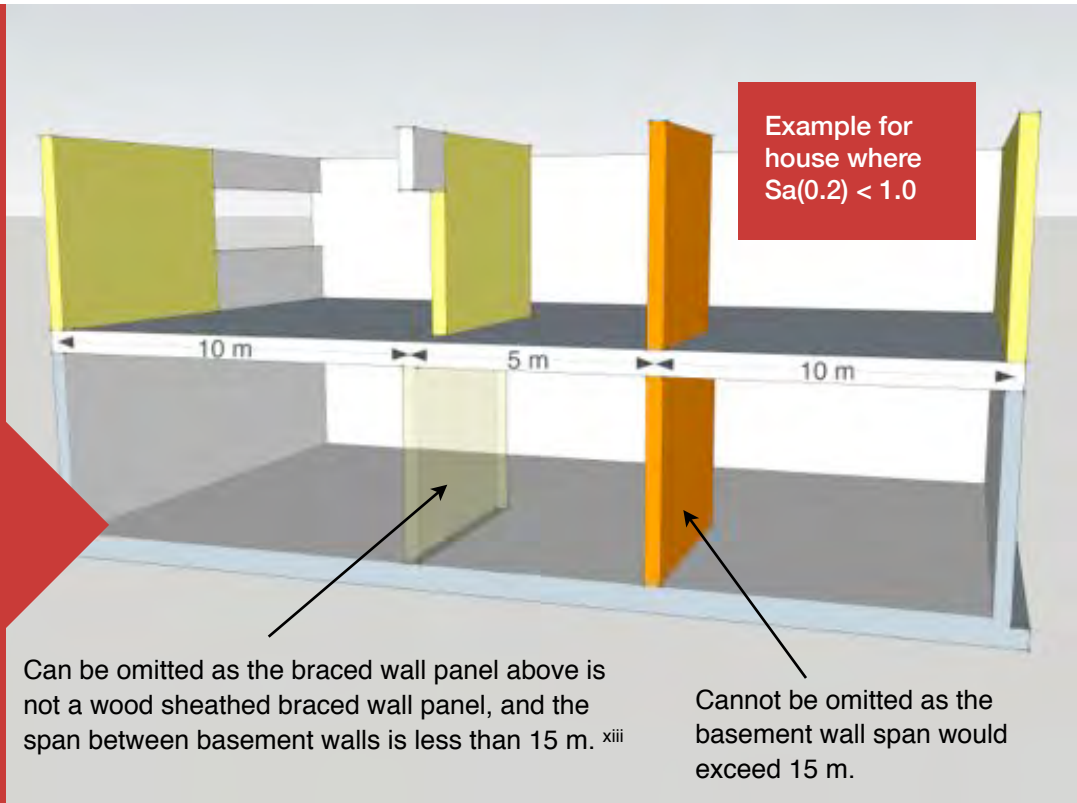 Example for
house where
Sa(0.2) < 1.0
10 m
5 m
10 m
Can be omitted as the braced wall panel above is
not a wood sheathed braced wall panel, and the
span between basement walls is less than 15 m. xiii
Cannot be omitted as the
basement wall span would
exceed 15 m.